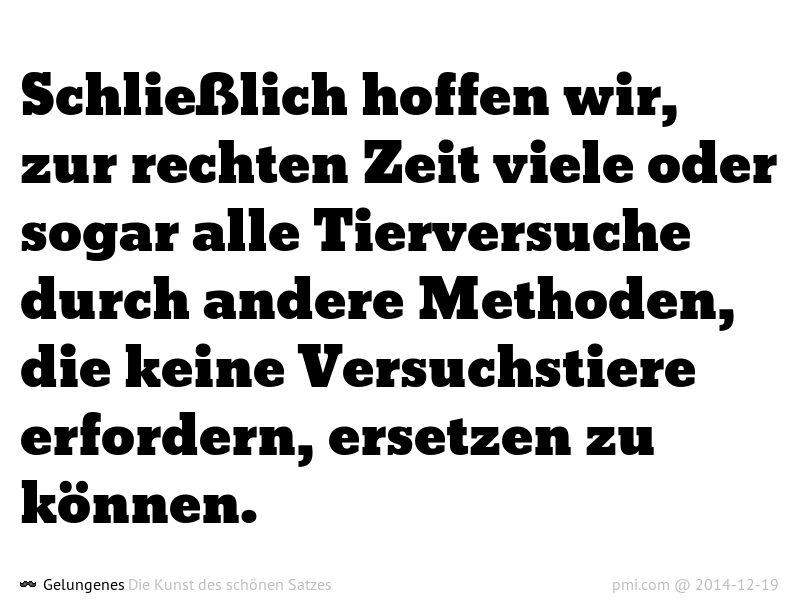 Schließlich hoffen wir,
zur rechten Zeit viele oder
sogar alle Tierversuche
durch andere Methoden,
die keine Versuchstiere
erfordern, ersetzen zu
können.
Gelungenes Die Kunst des schönen Satzes
pmi.com @ 2014-12-19